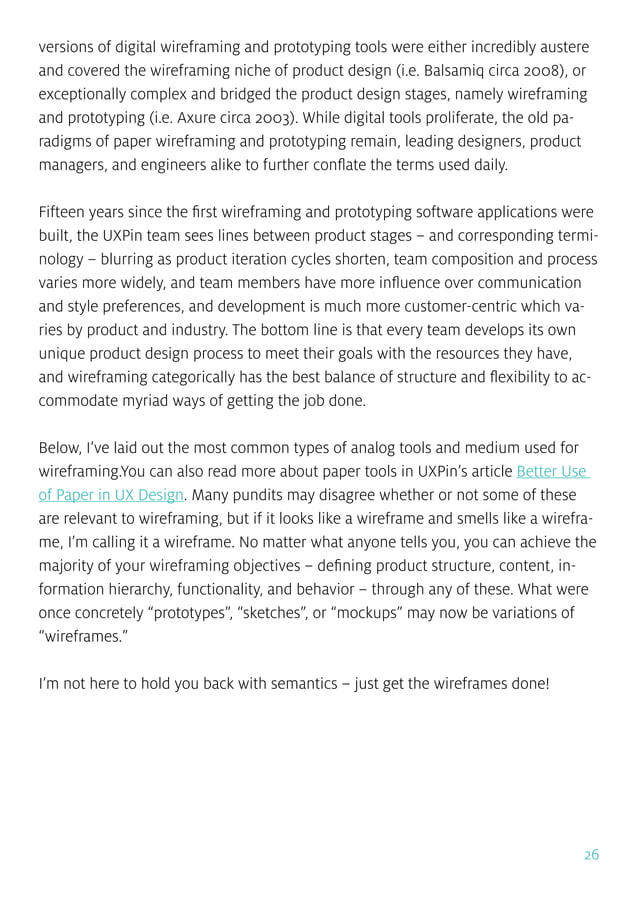 versions of digital wireframing and prototyping tools were either incredibly austere
and covered the wireframing niche of product design (i.e. Balsamiq circa 2008), or
exceptionally complex and bridged the product design stages, namely wireframing
and prototyping (i.e. Axure circa 2003). While digital tools proliferate, the old pa-
radigms of paper wireframing and prototyping remain, leading designers, product
managers, and engineers alike to further conflate the terms used daily.
Fifteen years since the first wireframing and prototyping software applications were
built, the UXPin team sees lines between product stages – and corresponding termi-
nology – blurring as product iteration cycles shorten, team composition and process
varies more widely, and team members have more influence over communication
and style preferences, and development is much more customer-centric which va-
ries by product and industry. The bottom line is that every team develops its own
unique product design process to meet their goals with the resources they have,
and wireframing categorically has the best balance of structure and flexibility to ac-
commodate myriad ways of getting the job done.
Below, I’ve laid out the most common types of analog tools and medium used for
wireframing.You can also read more about paper tools in UXPin’s article Better Use
of Paper in UX Design. Many pundits may disagree whether or not some of these
are relevant to wireframing, but if it looks like a wireframe and smells like a wirefra-
me, I’m calling it a wireframe. No matter what anyone tells you, you can achieve the
majority of your wireframing objectives – defining product structure, content, in-
formation hierarchy, functionality, and behavior – through any of these. What were
once concretely “prototypes”, “sketches”, or “mockups” may now be variations of
“wireframes.”
I’m not here to hold you back with semantics – just get the wireframes done!
26